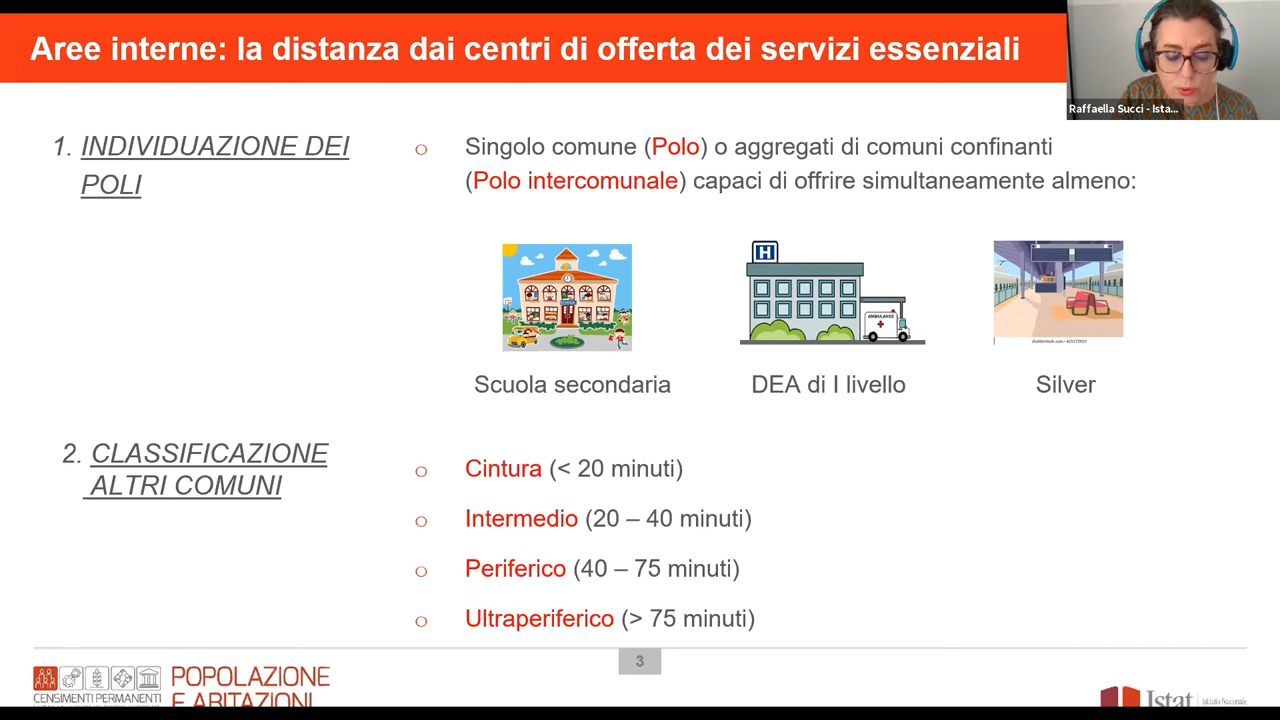 Aree interne: la distanza dai centri di offerta dei servizi essenziali
Raffaella Succi - Ista...
1. INDIVIDUAZIONE DEI
POLI
o Singolo comune (Polo) o aggregati di comuni confinanti
(Polo intercomunale) capaci di offrire simultaneamente almeno:
H
AMBULANCE
Scuola secondaria
DEA di I livello
Silver
2. CLASSIFICAZIONE
ALTRI COMUNI
o Cintura (< 20 minuti)
o Intermedio (20 – 40 minuti)
o Periferico (40 – 75 minuti)
o Ultraperiferico (> 75 minuti)
3
CENSIMENTI PERMANENTI
POPOLAZIONE
E ABITAZIONI
Istat